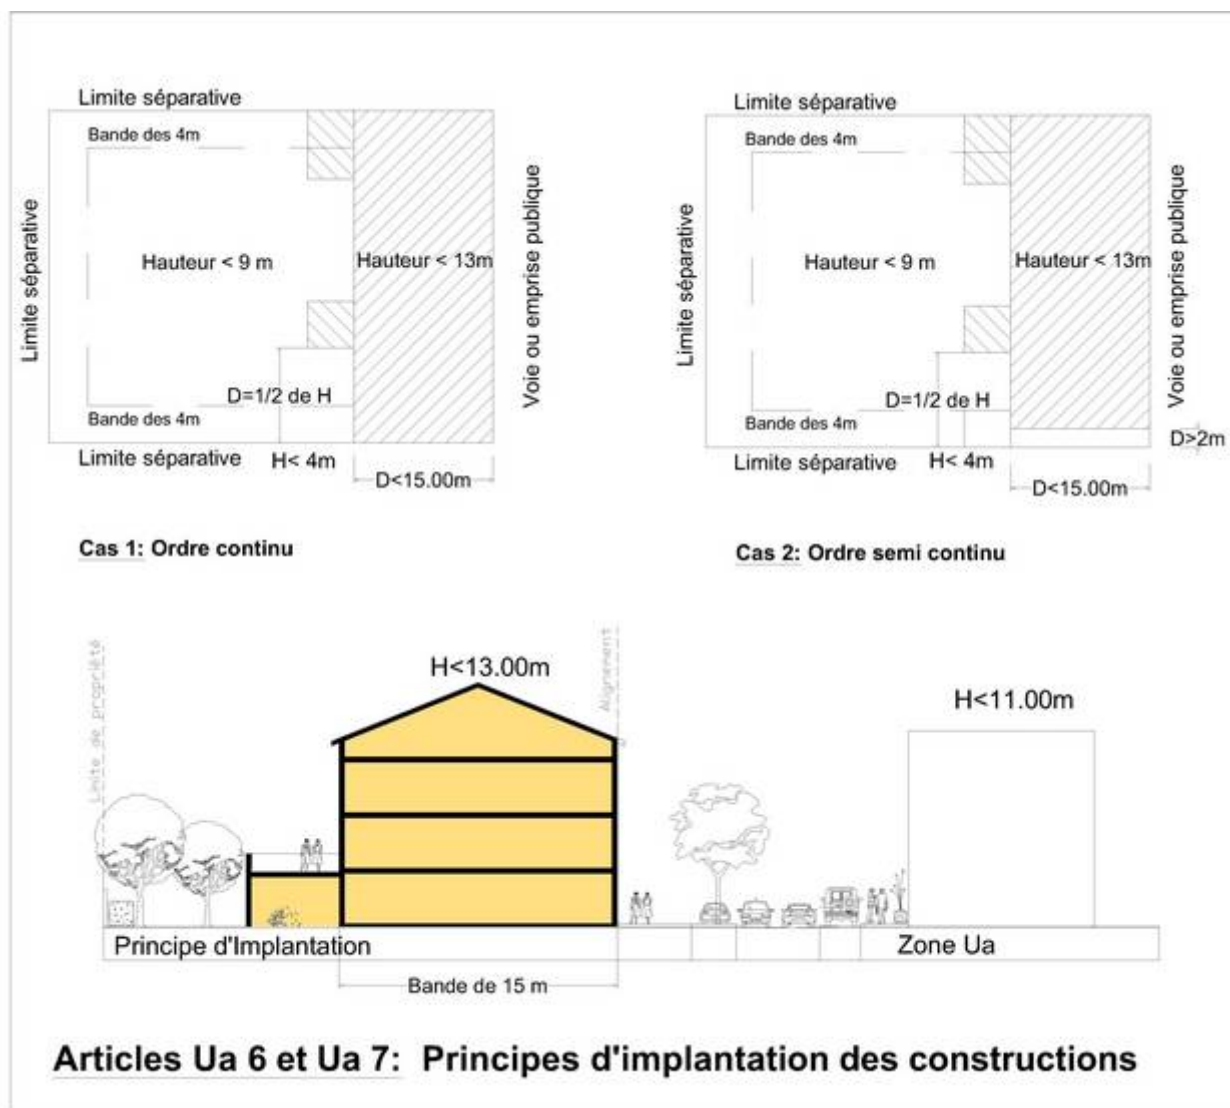 Limite séparative
Bande des 4m
Limite séparative
Hauteur < 9 m
Hauteur < 13m
Voie ou emprise publique
D=1/2 de H
Bande des 4m
Limite séparative
H< 4m
D<15.00m
Cas 1: Ordre continu
Limite séparative
Bande des 4m
Limite séparative
Hauteur < 9 m
Hauteur < 13m
Voie ou emprise publique
D=1/2 de H
Bande des 4m
D>2m
Limite séparative
H< 4m
D<15.00m
Cas 2: Ordre semi continu
Limite de propriété
H<13.00m
Alignement
H<11.00m
Principe d'Implantation
Zone Ua
Bande de 15 m
Articles Ua 6 et Ua 7: Principes d'implantation des constructions